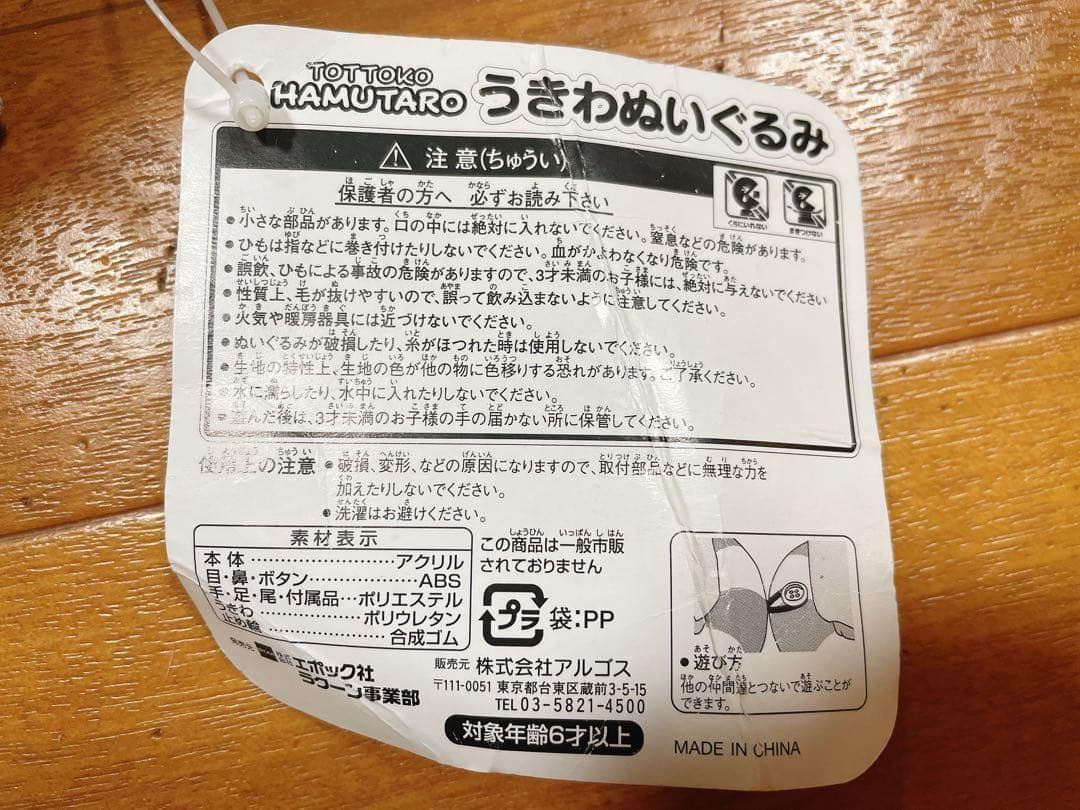 TOTTOKO
HAMUTARO うきわぬいぐるみ
注意(ちゅうい)
保護者の方へ 必ずお読み下さい
くちにいれない まきつけない
●小さな部品があります。口の中には絶対に入れないでください。窒息などの危険があります。
●ひもは指などに巻き付けたりしないでください。血がかよわなくなり危険です。
●誤飲、ひもによる事故の危険がありますので、3才未満のお子様には、絶対に与えないでください
●性質上、毛が抜けやすいので、誤って飲み込まないように注意してください。
●火気や暖房器具には近づけないでください。
●ぬいぐるみが破損したり、糸がほつれた時は使用しないでください。
●生地の特性上、生地の色が他の物に色移りする恐れがあります。ご了承ください。
●水に濡らしたり、水中に入れたりしないでください。
●遊んだ後は、3才未満のお子様の手の届かない所に保管してください。
使用上の注意 ●破損、変形、などの原因になりますので、取付部品などに無理な力を
加えたりしないでください。
●洗濯はお避けください。
素材表示
本体…………………アクリル
目・鼻・ボタン……………ABS
手・足・尾・付属品…ポリエステル
うきわ……………ポリウレタン
止め輪………………合成ゴム
この商品は一般市販
されておりません
プラ 袋:PP
発売元 株式会社 エポック社
ラクーン事業部
販売元 株式会社アルゴス
〒111-0051 東京都台東区蔵前3-5-15
TEL03-5821-4500
対象年齢6才以上
●遊び方
他の仲間達とつないで遊ぶことが
できます。
MADE IN CHINA